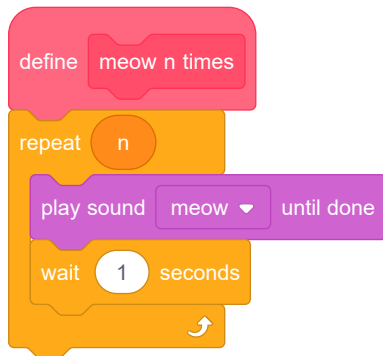 define meow n times
repeat n
play sound meow until done
wait 1 seconds